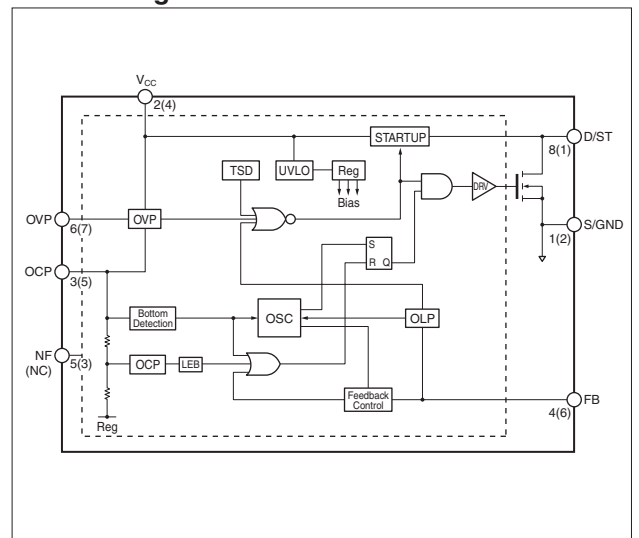 VCC
2(4)
STARTUP
D/ST
8(1)
TSD
UVLO
Reg
Bias
DRV
OVP
6(7)
OVP
S/GND
1(2)
OCP
3(5)
S
R Q
Bottom
Detection
OSC
OLP
NF
(NC)
5(3)
OCP
LEB
Feedback
Control
FB
4(6)
Reg